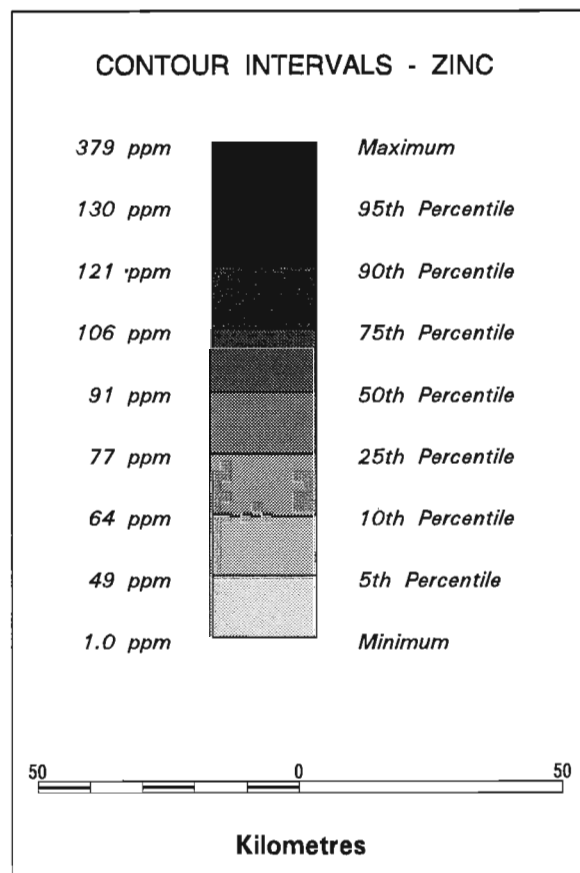 CONTOUR INTERVALS - ZINC
379 ppm Maximum
130 ppm 95th Percentile
121 ppm 90th Percentile
106 ppm 75th Percentile
91 ppm 50th Percentile
77 ppm 25th Percentile
64 ppm 10th Percentile
49 ppm 5th Percentile
1.0 ppm Minimum
50 0 50
Kilometres